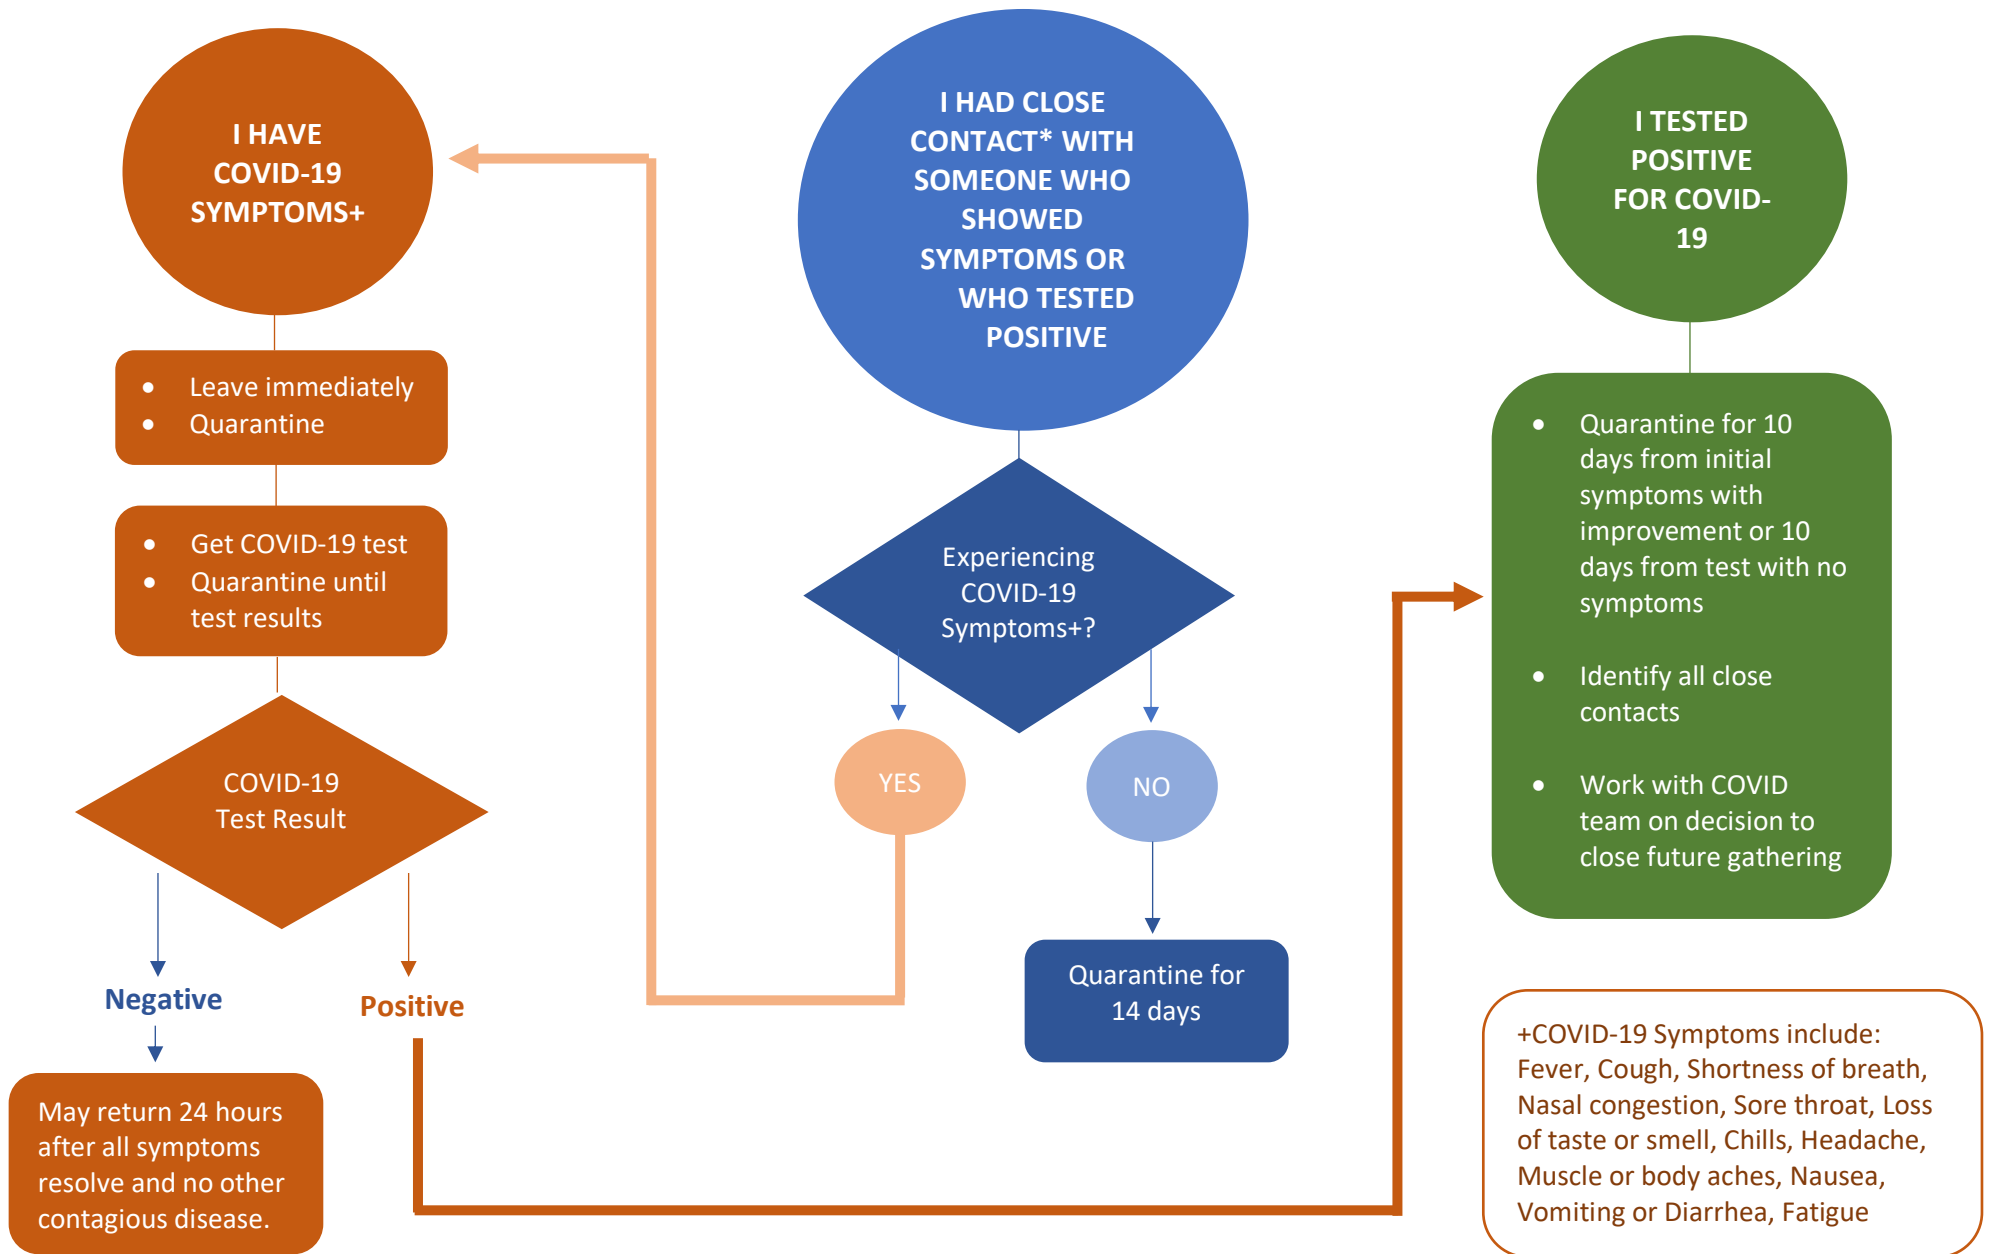 I HAVE
COVID-19
SYMPTOMS+
• Leave immediately
• Quarantine
• Get COVID-19 test
• Quarantine until
test results
COVID-19
Test Result
Negative
Positive
May return 24 hours
after all symptoms
resolve and no other
contagious disease.
I HAD CLOSE
CONTACT* WITH
SOMEONE WHO
SHOWED
SYMPTOMS OR
WHO TESTED
POSITIVE
Experiencing
COVID-19
Symptoms+?
YES
NO
Quarantine for
14 days
I TESTED
POSITIVE
FOR COVID-
19
• Quarantine for 10
days from initial
symptoms with
improvement or 10
days from test with no
symptoms
• Identify all close
contacts
• Work with COVID
team on decision to
close future gathering
+COVID-19 Symptoms include:
Fever, Cough, Shortness of breath,
Nasal congestion, Sore throat, Loss
of taste or smell, Chills, Headache,
Muscle or body aches, Nausea,
Vomiting or Diarrhea, Fatigue